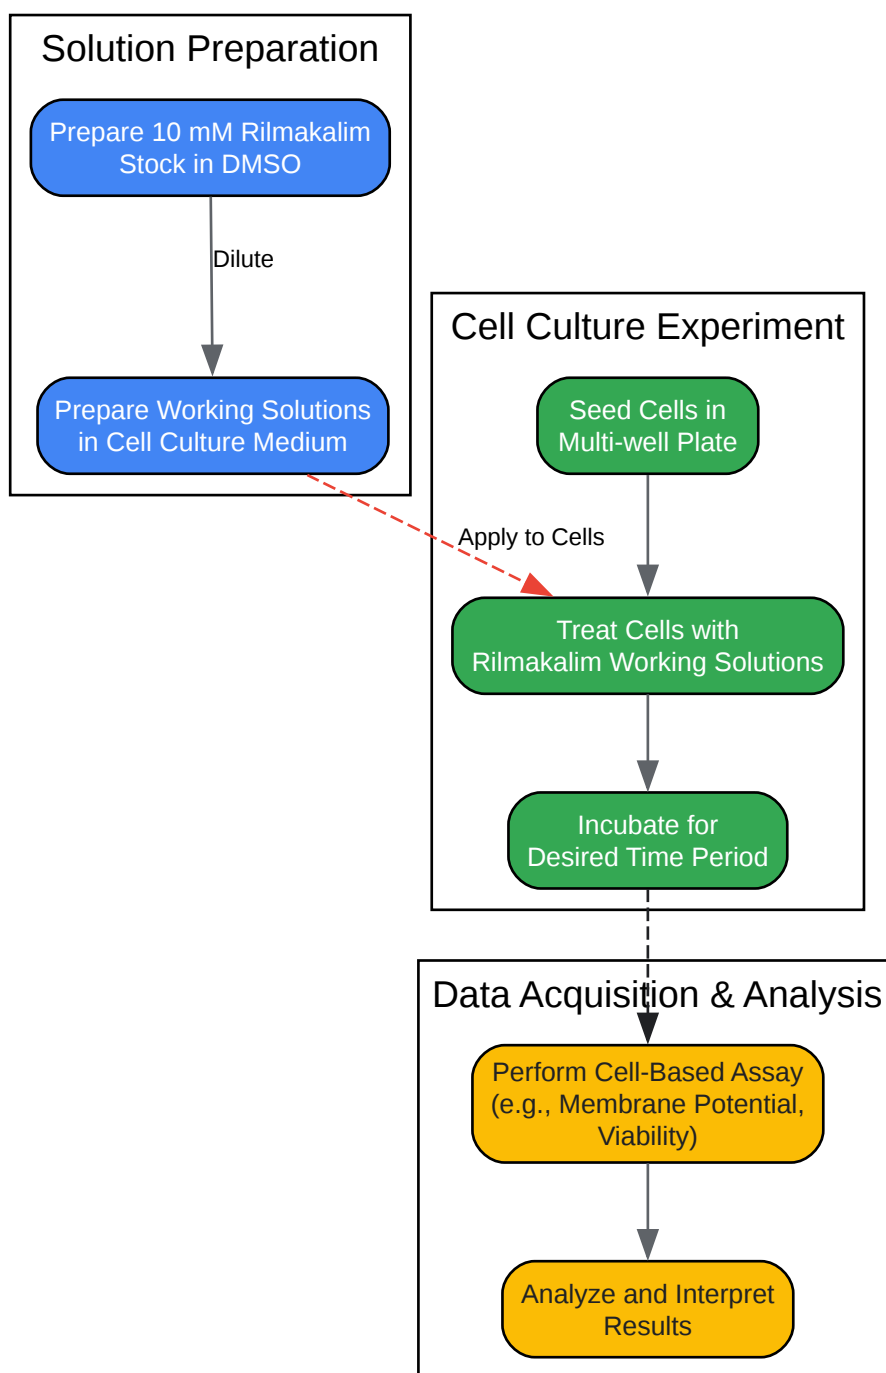 Solution Preparation
Prepare 10 mM Rilmakalim
Stock in DMSO
Dilute
Prepare Working Solutions
in Cell Culture Medium
Cell Culture Experiment
Seed Cells in
Multi-well Plate
Apply to Cells
Treat Cells with
Rilmakalim Working Solutions
Incubate for
Desired Time Period
Data Acquisition & Analysis
Perform Cell-Based Assay
(e.g., Membrane Potential,
Viability)
Analyze and Interpret
Results